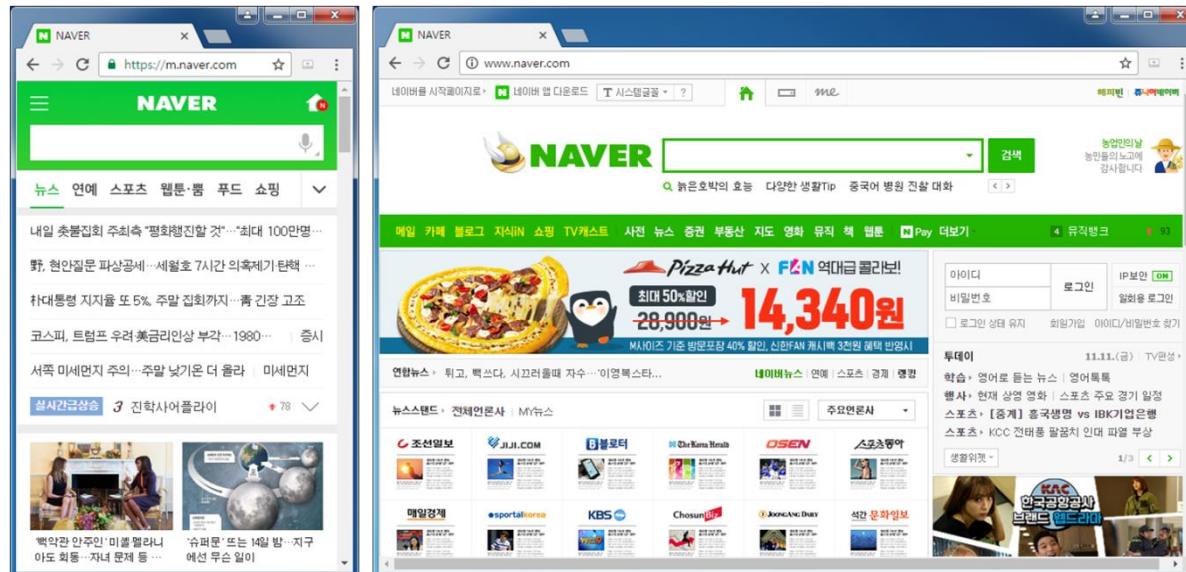 NAVER
https://m.naver.com
NAVER
뉴스 연예 스포츠 웹툰·뿜 푸드 쇼핑
내일 촛불집회 주최측 "평화행진할 것"…"최대 100만명…
野, 현안질문 파상공세…세월호 7시간 의혹제기·탄핵 …
朴대통령 지지율 또 5%, 주말 집회까지…靑 긴장 고조
코스피, 트럼프 우려·美금리인상 부각…1980… 증시
서쪽 미세먼지 주의…주말 낮기온 더 올라 미세먼지
실시간급상승 3 진학사어플라이 78
'백악관 안주인' 미셸·멜라니
아도 회동…자녀 문제 등 …
'슈퍼문' 또는 14일 밤…지구
에선 무슨 일이
NAVER
www.naver.com
네이버를 시작페이지로 네이버 앱 다운로드 T 시스템글꼴 ? me 해피빈 쥬니어네이버
NAVER 검색
농업인의 날
농민들의 노고에
감사합니다
늙은호박의 효능 다양한 생활Tip 중국어 병원 진찰 대화
메일 카페 블로그 지식iN 쇼핑 TV캐스트 사전 뉴스 증권 부동산 지도 영화 뮤직 책 웹툰 N Pay 더보기 4 뮤직뱅크 93
Pizza Hut X FAN 역대급 콜라보!
최대 50%할인
28,900원 14,340원
M사이즈 기준 방문포장 40% 할인, 신한FAN 캐시백 3천원 혜택 반영시
아이디
비밀번호
로그인
IP보안 ON
일회용 로그인
로그인 상태 유지 회원가입 아이디/비밀번호 찾기
연합뉴스 튀고, 백쓰다, 시끄러울때 자수…'이영복스타... 네이버뉴스 연예 스포츠 경제 랭킹
투데이 11.11.(금) TV편성
학습 영어로 듣는 뉴스 영어톡톡
행사 현재 상영 영화 스포츠 주요 경기 일정
스포츠 [중계] 흥국생명 vs IBK기업은행
스포츠 KCC 전태풍 팔꿈치 인대 파열 부상
생활위젯 1/3
뉴스스탠드 전체언론사 MY뉴스 주요언론사
조선일보 JIJI.COM 블로터 The Korea Herald OSEN 스포츠동아
매일경제 sportalkorea KBS ChosunBiz JOONGANG DAILY 석간 문화일보
KAC
한국공항공사
브랜드 웹드라마